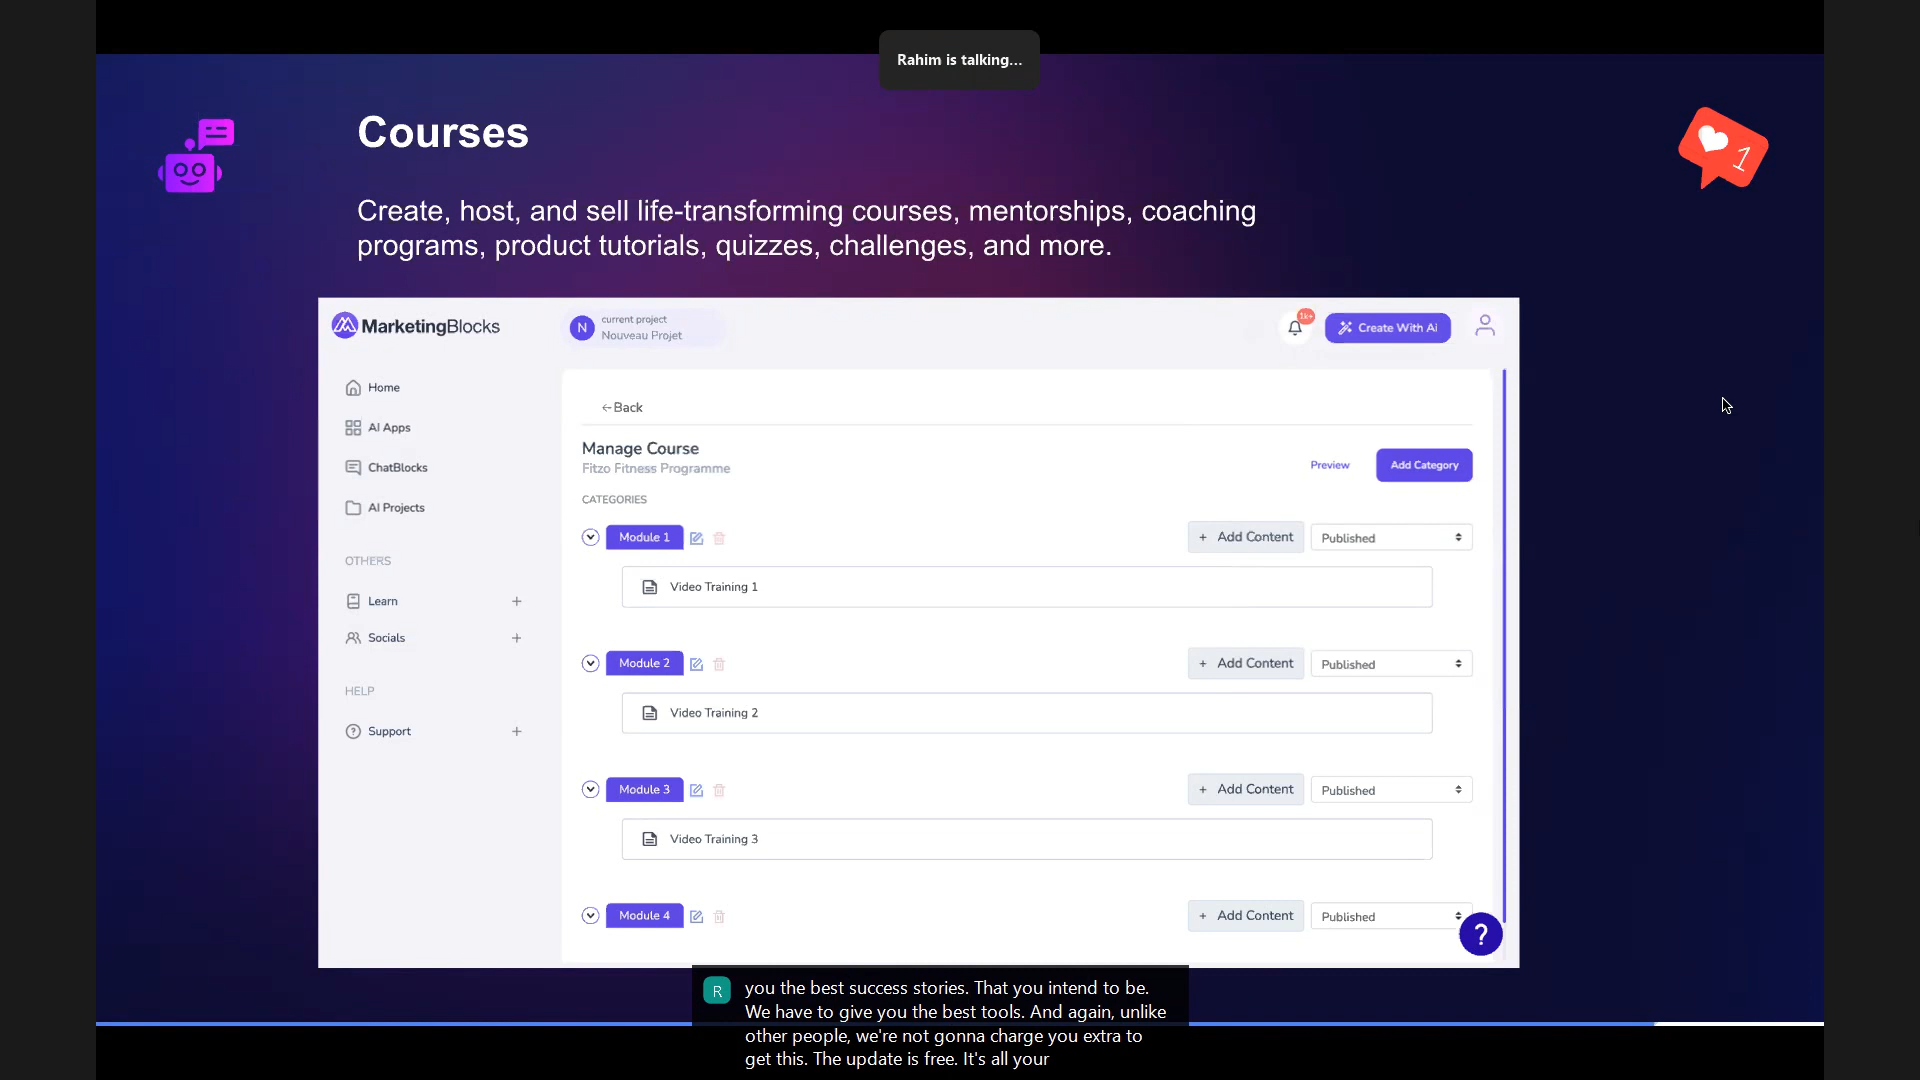 Rahim is talking...
Courses
1
Create, host, and sell life-transforming courses, mentorships, coaching
programs, product tutorials, quizzes, challenges, and more.
MarketingBlocks
N
current project
Nouveau Projet
1k+
Create With Ai
Home
AI Apps
ChatBlocks
AI Projects
OTHERS
Learn +
Socials +
HELP
Support +
←Back
Manage Course
Fitzo Fitness Programme
Preview
Add Category
CATEGORIES
Module 1
+ Add Content
Published
Video Training 1
Module 2
+ Add Content
Published
Video Training 2
Module 3
+ Add Content
Published
Video Training 3
Module 4
+ Add Content
Published
?
R
you the best success stories. That you intend to be.
We have to give you the best tools. And again, unlike
other people, we're not gonna charge you extra to
get this. The update is free. It's all your